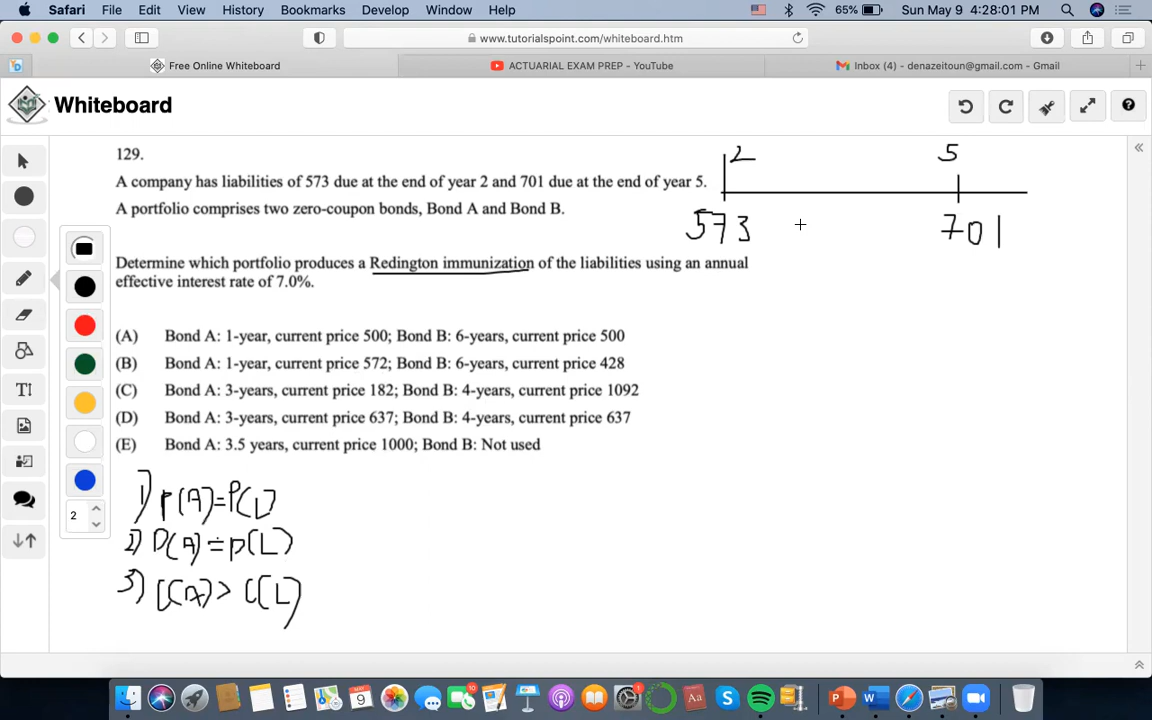 Safari File Edit View History Bookmarks Develop Window Help 65% Sun May 9 4:28:01 PM
www.tutorialspoint.com/whiteboard.htm
Free Online Whiteboard ACTUARIAL EXAM PREP - YouTube Inbox (4) - denazeitoun@gmail.com - Gmail
Whiteboard
129.
A company has liabilities of 573 due at the end of year 2 and 701 due at the end of year 5.
A portfolio comprises two zero-coupon bonds, Bond A and Bond B.
Determine which portfolio produces a Redington immunization of the liabilities using an annual
effective interest rate of 7.0%.
(A) Bond A: 1-year, current price 500; Bond B: 6-years, current price 500
(B) Bond A: 1-year, current price 572; Bond B: 6-years, current price 428
(C) Bond A: 3-years, current price 182; Bond B: 4-years, current price 1092
(D) Bond A: 3-years, current price 637; Bond B: 4-years, current price 637
(E) Bond A: 3.5 years, current price 1000; Bond B: Not used
2 5
573 701
1) P(A)=P(L)
2) D(A)=D(L)
3) C(A)>C(L)
T
2
10
1
Aa
S
P
W